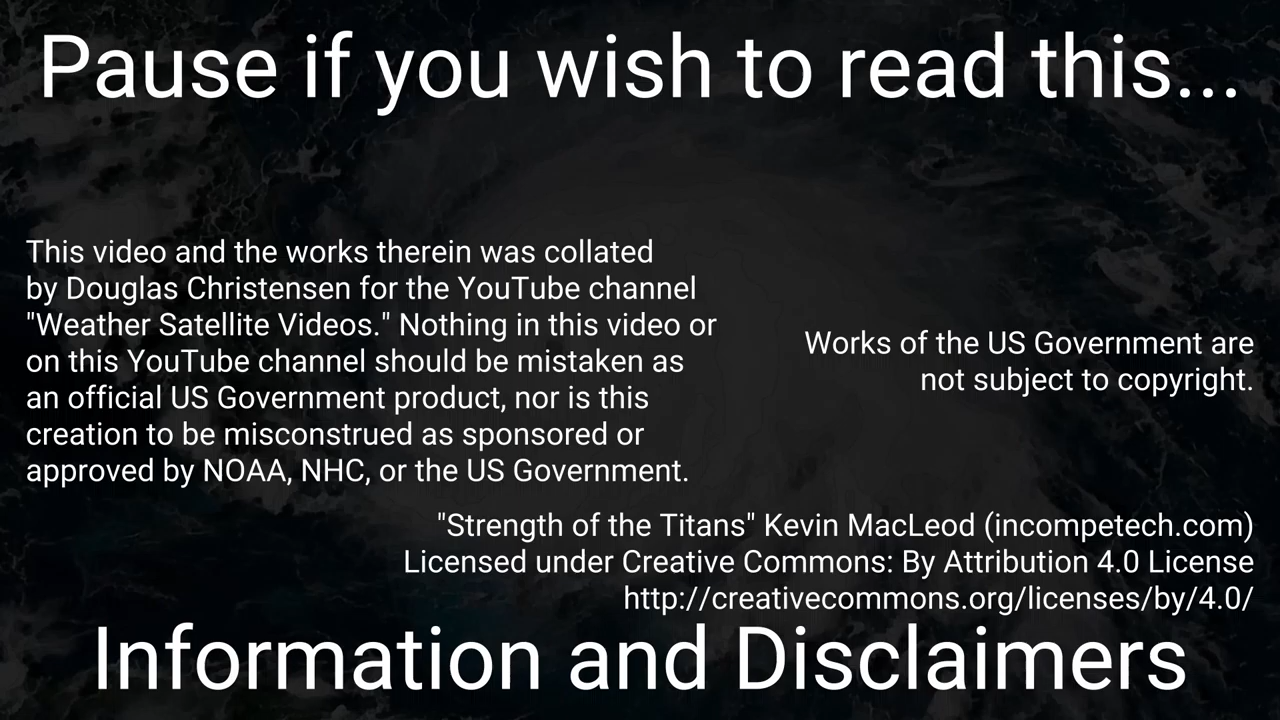 Pause if you wish to read this...
This video and the works therein was collated
by Douglas Christensen for the YouTube channel
"Weather Satellite Videos." Nothing in this video or
on this YouTube channel should be mistaken as
an official US Government product, nor is this
creation to be misconstrued as sponsored or
approved by NOAA, NHC, or the US Government.
Works of the US Government are
not subject to copyright.
"Strength of the Titans" Kevin MacLeod (incompetech.com)
Licensed under Creative Commons: By Attribution 4.0 License
http://creativecommons.org/licenses/by/4.0/
Information and Disclaimers